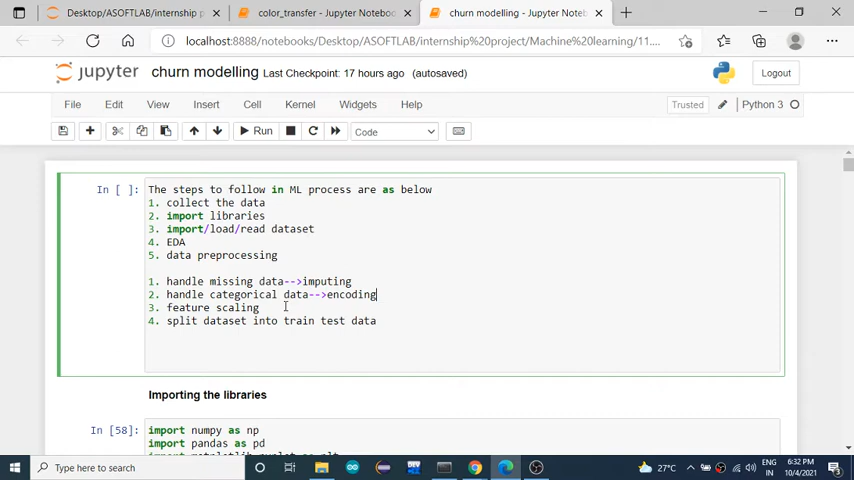 Desktop/ASOFTLAB/internship p
color_transfer - Jupyter Noteboo
churn modelling - Jupyter Noteb
localhost:8888/notebooks/Desktop/ASOFTLAB/internship%20project/Machine%20learning/11....
jupyter churn modelling Last Checkpoint: 17 hours ago (autosaved)
Logout
File Edit View Insert Cell Kernel Widgets Help
Trusted
Python 3
Run
Code
In [ ]: The steps to follow in ML process are as below
1. collect the data
2. import libraries
3. import/load/read dataset
4. EDA
5. data preprocessing
1. handle missing data-->imputing
2. handle categorical data-->encoding
3. feature scaling
4. split dataset into train test data
Importing the libraries
In [58]: import numpy as np
import pandas as pd
Type here to search
27°C
ENG
IN
6:32 PM
10/4/2021
3